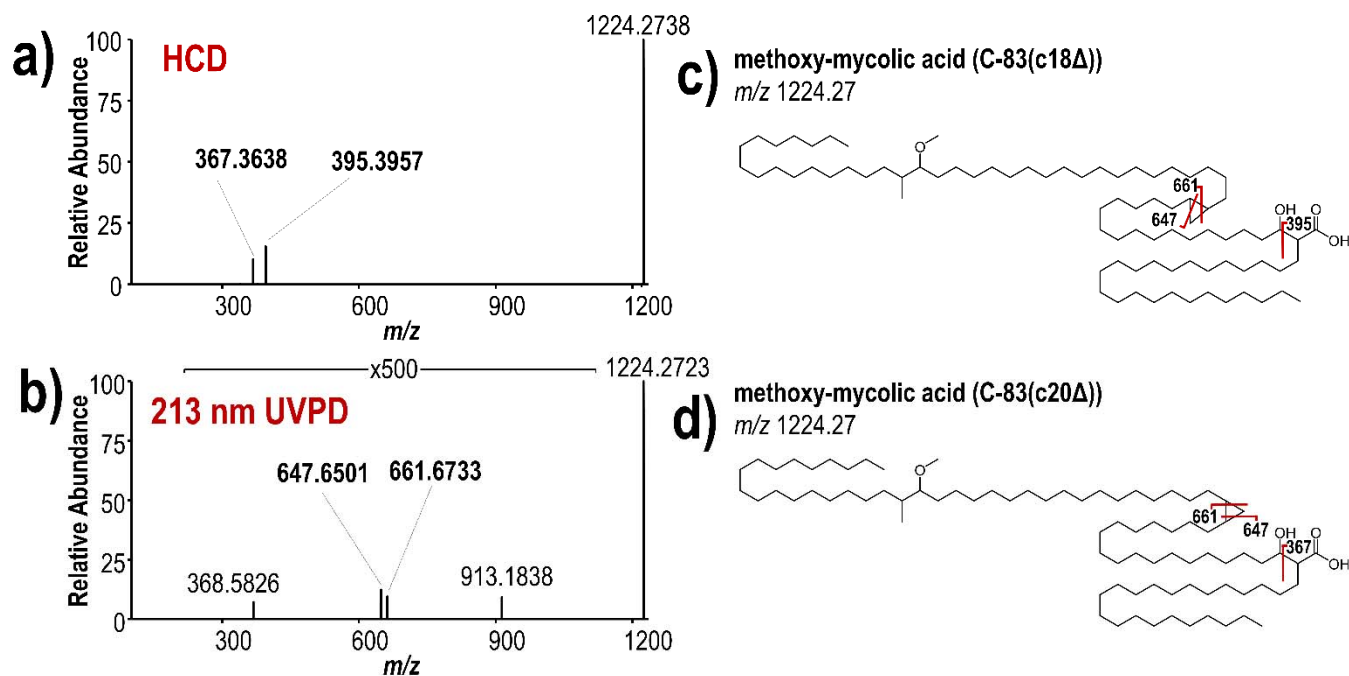 a)
HCD
1224.2738
Relative Abundance
100
75
50
25
0
367.3638
395.3957
300
600
900
1200
m/z
b)
213 nm UVPD
x500
1224.2723
Relative Abundance
100
75
50
25
0
647.6501
661.6733
368.5826
913.1838
300
600
900
1200
m/z
c)
methoxy-mycolic acid (C-83(c18Δ))
m/z 1224.27
O
661
647
OH
395
O
OH
d)
methoxy-mycolic acid (C-83(c20Δ))
m/z 1224.27
O
661
647
OH
367
O
OH